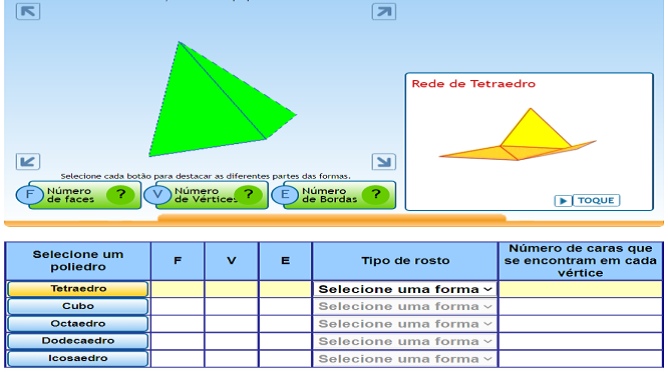 Rede de Tetraedro
Selecione cada botão para destacar as diferentes partes das formas.
F Número de faces ?
V Número de Vértices ?
E Número de Bordas ?
TOQUE
Selecione um poliedro F V E Tipo de rosto Número de caras que se encontram em cada vértice
Tetraedro Selecione uma forma
Cubo Selecione uma forma
Octaedro Selecione uma forma
Dodecaedro Selecione uma forma
Icosaedro Selecione uma forma